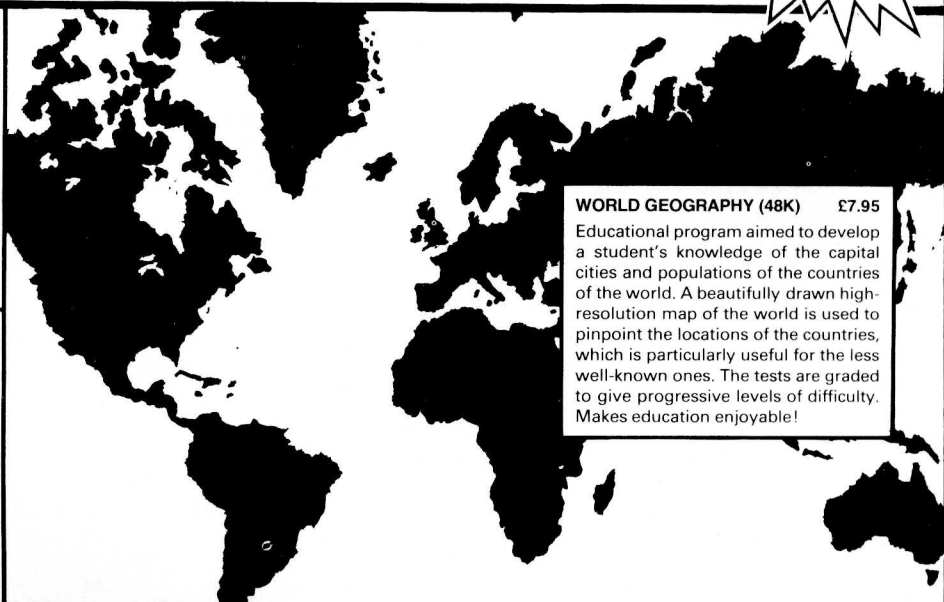 WORLD GEOGRAPHY (48K) £7.95
Educational program aimed to develop
a student's knowledge of the capital
cities and populations of the countries
of the world. A beautifully drawn high-
resolution map of the world is used to
pinpoint the locations of the countries,
which is particularly useful for the less
well-known ones. The tests are graded
to give progressive levels of difficulty.
Makes education enjoyable!